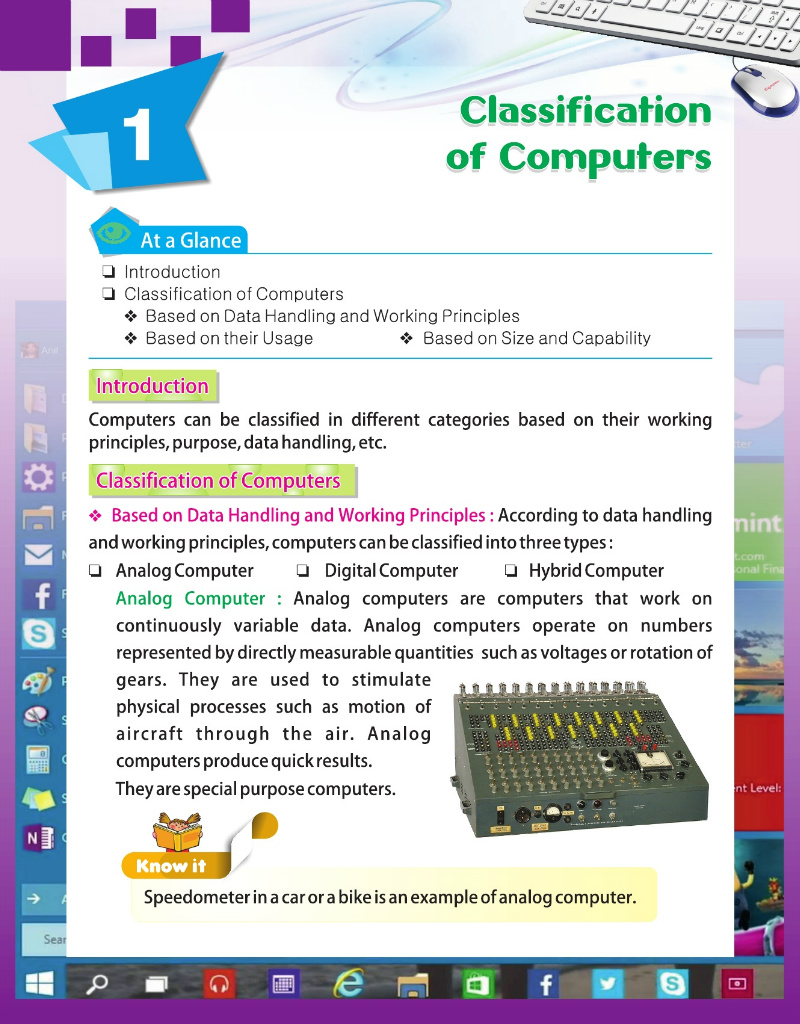 1
Classification
of Computers
At a Glance
❑ Introduction
❑ Classification of Computers
❖ Based on Data Handling and Working Principles
❖ Based on their Usage ❖ Based on Size and Capability
Introduction
Computers can be classified in different categories based on their working
principles, purpose, data handling, etc.
Classification of Computers
❖ Based on Data Handling and Working Principles : According to data handling
and working principles, computers can be classified into three types :
❑ Analog Computer ❑ Digital Computer ❑ Hybrid Computer
Analog Computer : Analog computers are computers that work on
continuously variable data. Analog computers operate on numbers
represented by directly measurable quantities such as voltages or rotation of
gears. They are used to stimulate
physical processes such as motion of
aircraft through the air. Analog
computers produce quick results.
They are special purpose computers.
Know it
Speedometer in a car or a bike is an example of analog computer.
mint
t.com
sonal Fina
nt Level:
Sear